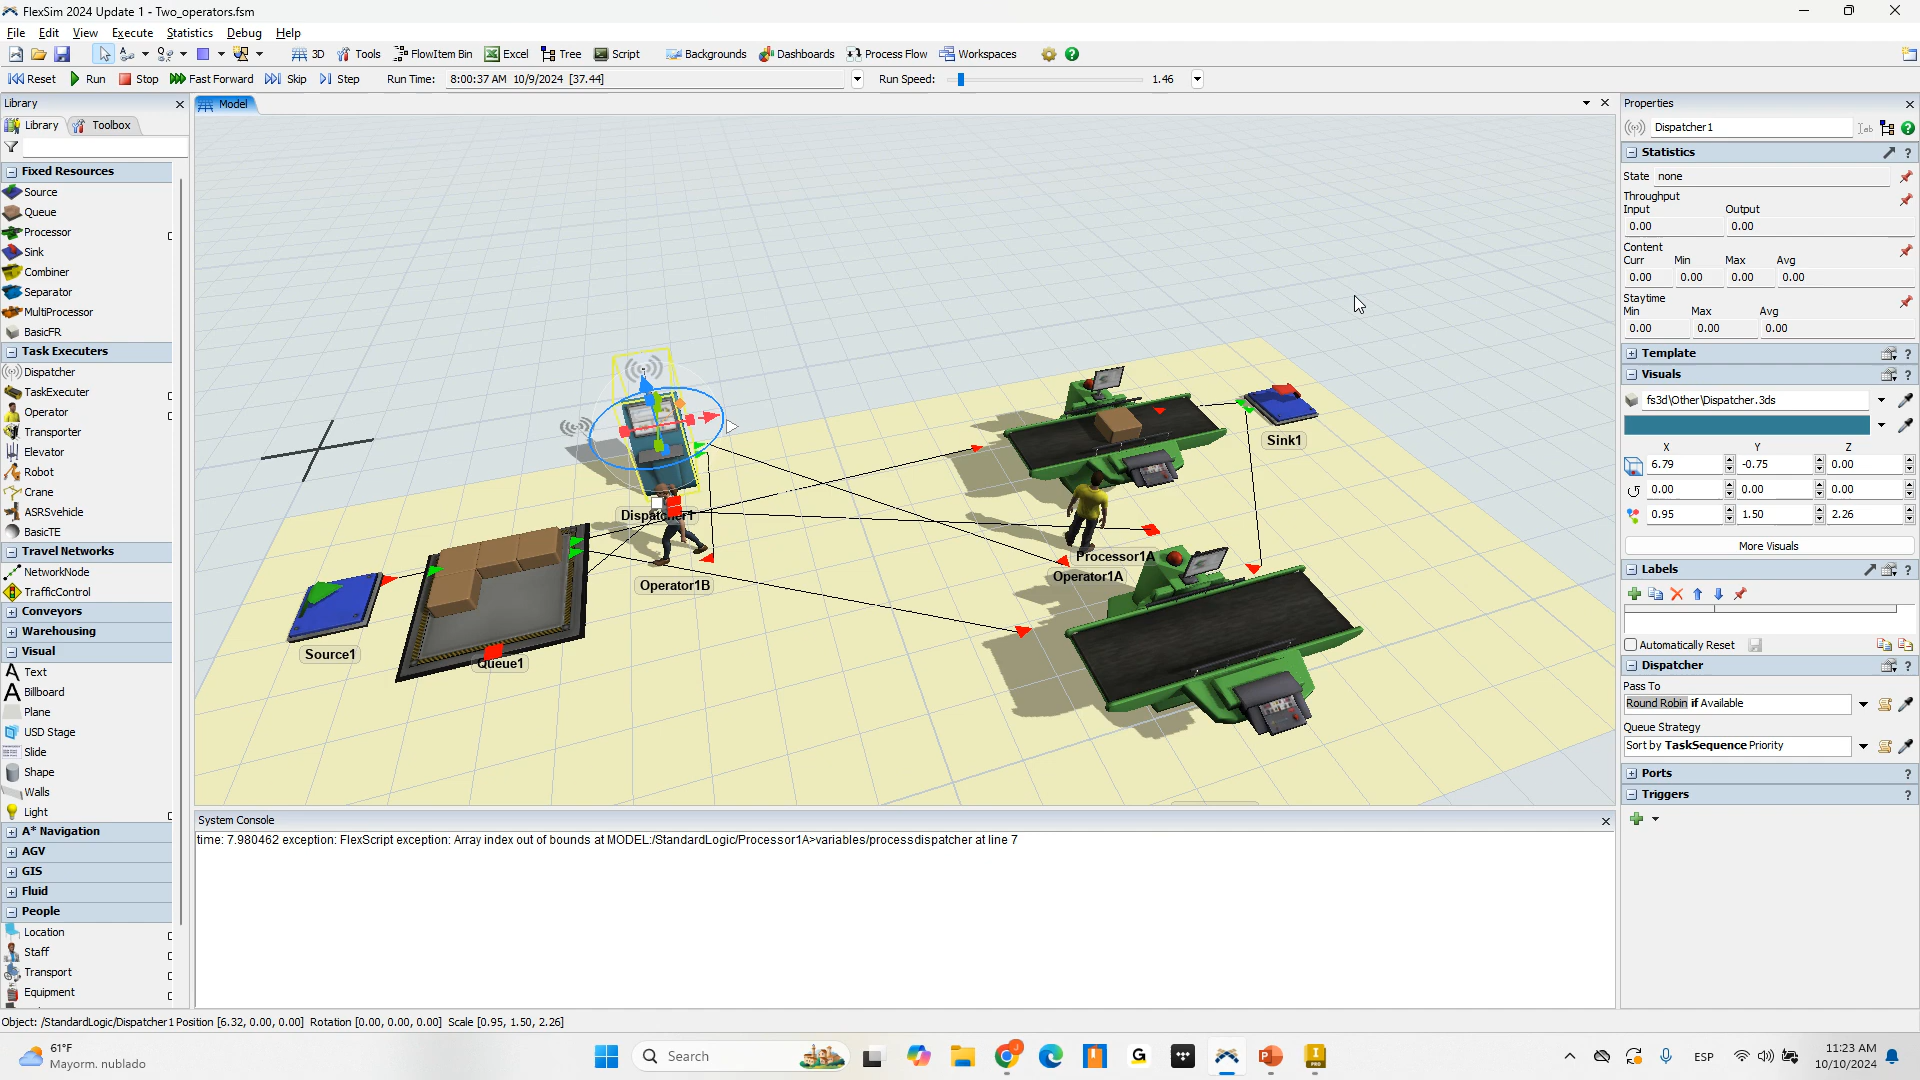 FlexSim 2024 Update 1 - Two_operators.fsm
File Edit View Execute Statistics Debug Help
3D Tools FlowItem Bin Excel Tree Script Backgrounds Dashboards Process Flow Workspaces
Reset Run Stop Fast Forward Skip Step Run Time: 8:00:37 AM 10/9/2024 [37.44] Run Speed: 1.46
Library
Library Toolbox
Fixed Resources
Source
Queue
Processor
Sink
Combiner
Separator
MultiProcessor
BasicFR
Task Executers
Dispatcher
TaskExecuter
Operator
Transporter
Elevator
Robot
Crane
ASRSvehicle
BasicTE
Travel Networks
NetworkNode
TrafficControl
Conveyors
Warehousing
Visual
Text
Billboard
Plane
USD Stage
Slide
Shape
Walls
Light
A* Navigation
AGV
GIS
Fluid
People
Location
Staff
Transport
Equipment
Model
Sink1
Dispatcher1
Processor1A
Operator1A
Operator1B
Source1
Queue1
System Console
time: 7.980462 exception: FlexScript exception: Array index out of bounds at MODEL:/StandardLogic/Processor1A>variables/processdispatcher at line 7
Properties
Dispatcher1
Statistics
State none
Throughput
Input Output
0.00 0.00
Content
Curr Min Max Avg
0.00 0.00 0.00 0.00
Staytime
Min Max Avg
0.00 0.00 0.00
Template
Visuals
fs3d\Other\Dispatcher.3ds
X Y Z
6.79 -0.75 0.00
0.00 0.00 0.00
0.95 1.50 2.26
More Visuals
Labels
Automatically Reset
Dispatcher
Pass To
Round Robin if Available
Queue Strategy
Sort by TaskSequence Priority
Ports
Triggers
Object: /StandardLogic/Dispatcher1 Position [6.32, 0.00, 0.00] Rotation [0.00, 0.00, 0.00] Scale [0.95, 1.50, 2.26]
61°F
Mayorm. nublado
Search
ESP
11:23 AM
10/10/2024